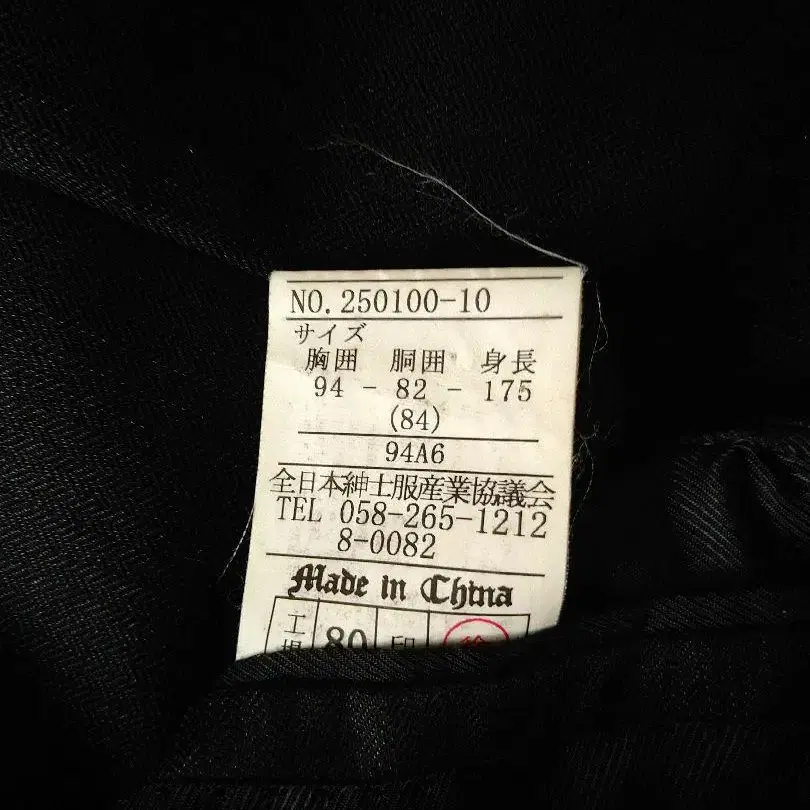 NO. 250100-10
サイズ
胸囲 胴囲 身長
94 - 82 - 175
(84)
94A6
全日本紳士服産業協議会
TEL 058-265-1212
8-0082
Made in China
工 80